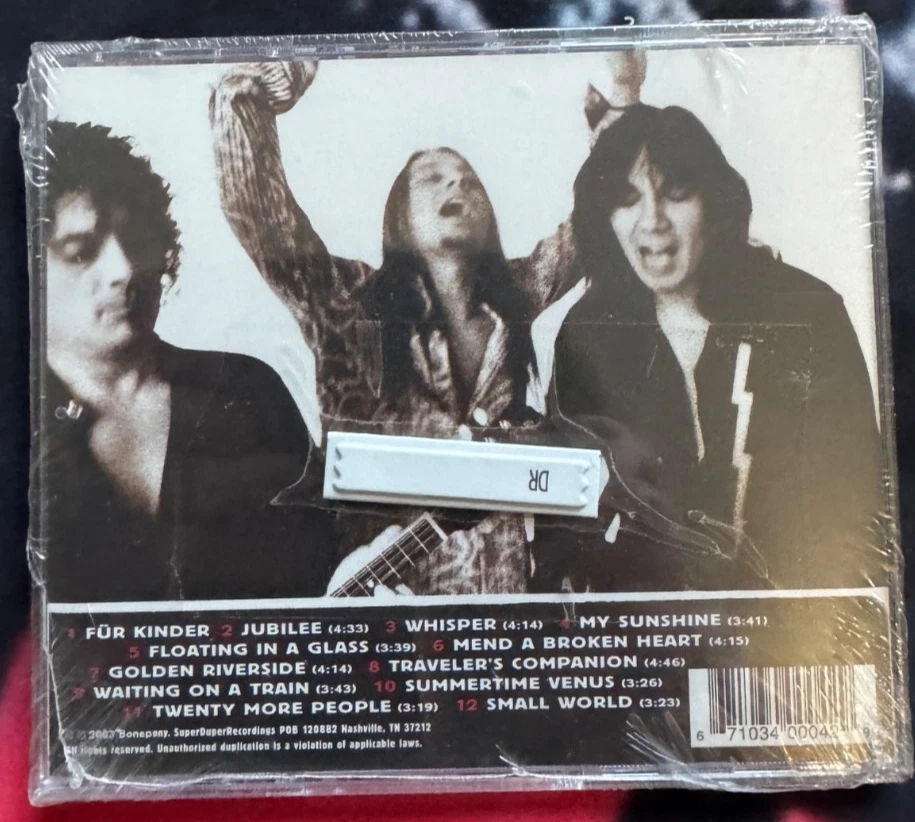 DR
1 FÜR KINDER 2 JUBILEE (4:33) 3 WHISPER (4:14) 4 MY SUNSHINE (3:41)
5 FLOATING IN A GLASS (3:39) 6 MEND A BROKEN HEART (4:15)
7 GOLDEN RIVERSIDE (4:14) 8 TRAVELER'S COMPANION (4:46)
9 WAITING ON A TRAIN (3:43) 10 SUMMERTIME VENUS (3:26)
11 TWENTY MORE PEOPLE (3:19) 12 SMALL WORLD (3:23)
℗ © 2003 Bonepony. SuperDuperRecordings POB 120882 Nashville, TN 37212
All rights reserved. Unauthorized duplication is a violation of applicable laws.
6 71034 00042 9